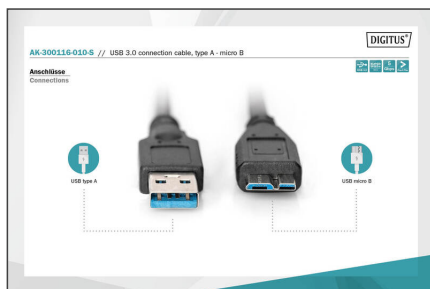 DIGITUS®
AK-300116-010-S // USB 3.0 connection cable, type A - micro B
Anschlüsse
Connections
USB type A
USB micro B